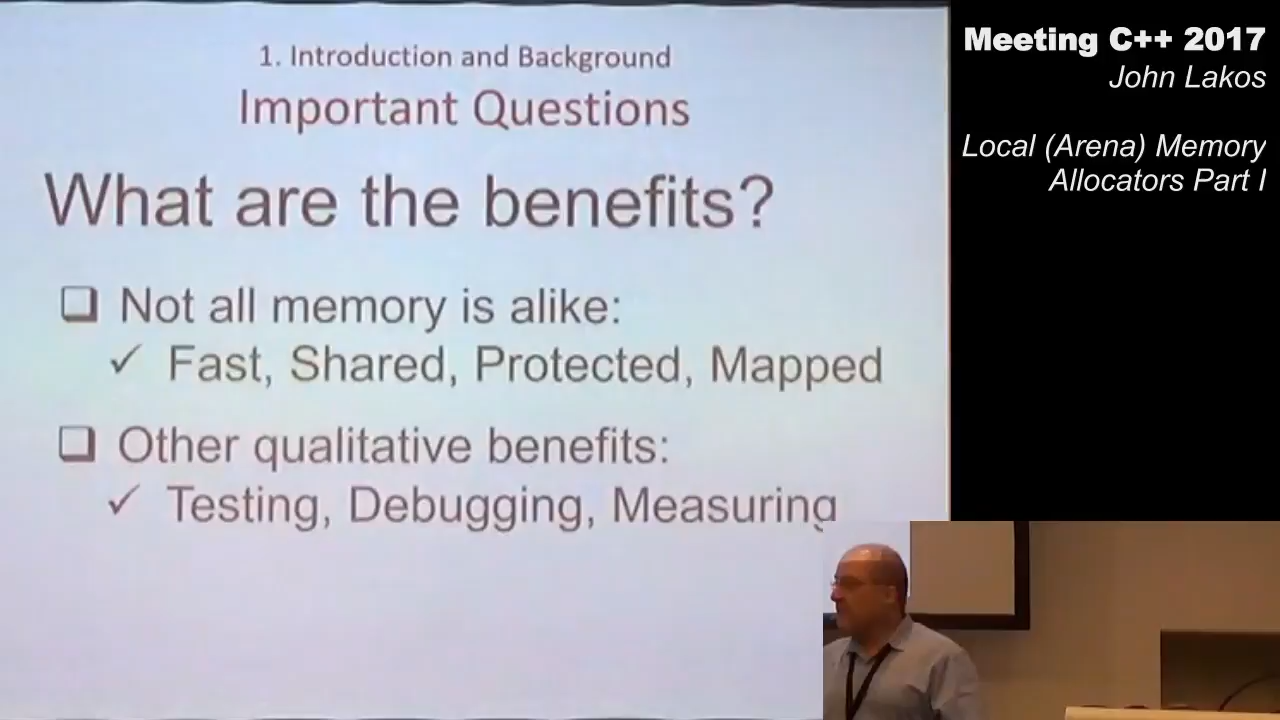 1. Introduction and Background
Important Questions
What are the benefits?
❑ Not all memory is alike:
✓ Fast, Shared, Protected, Mapped
❑ Other qualitative benefits:
✓ Testing, Debugging, Measuring
Meeting C++ 2017
John Lakos
Local (Arena) Memory
Allocators Part I